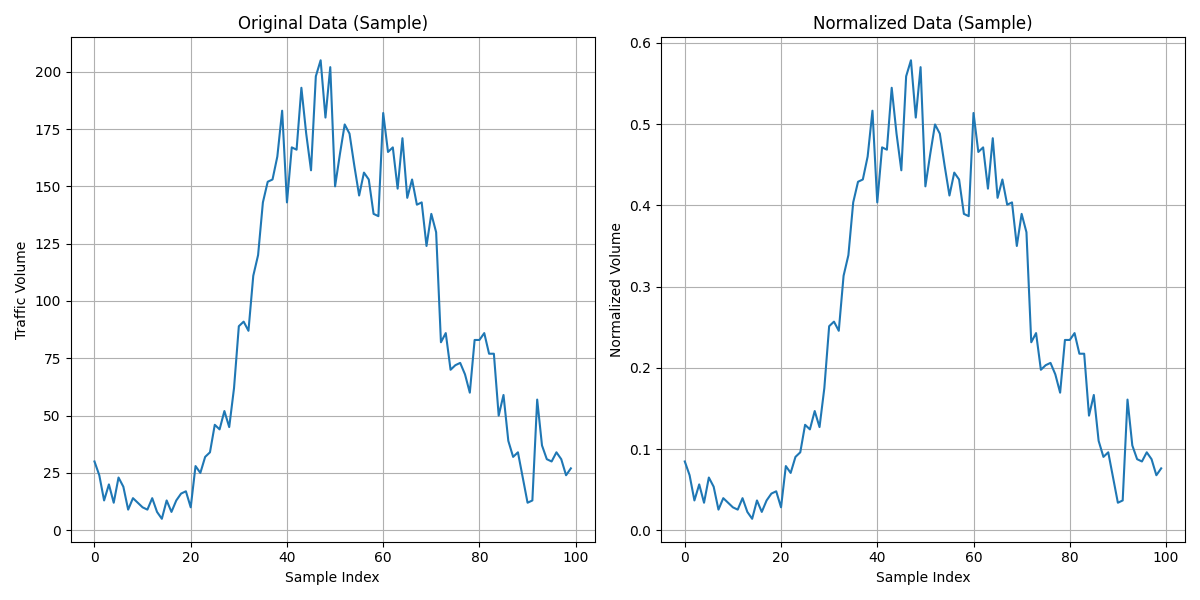 Original Data (Sample)
Traffic Volume
200
175
150
125
100
75
50
25
0
0 20 40 60 80 100
Sample Index
Normalized Data (Sample)
Normalized Volume
0.6
0.5
0.4
0.3
0.2
0.1
0.0
0 20 40 60 80 100
Sample Index